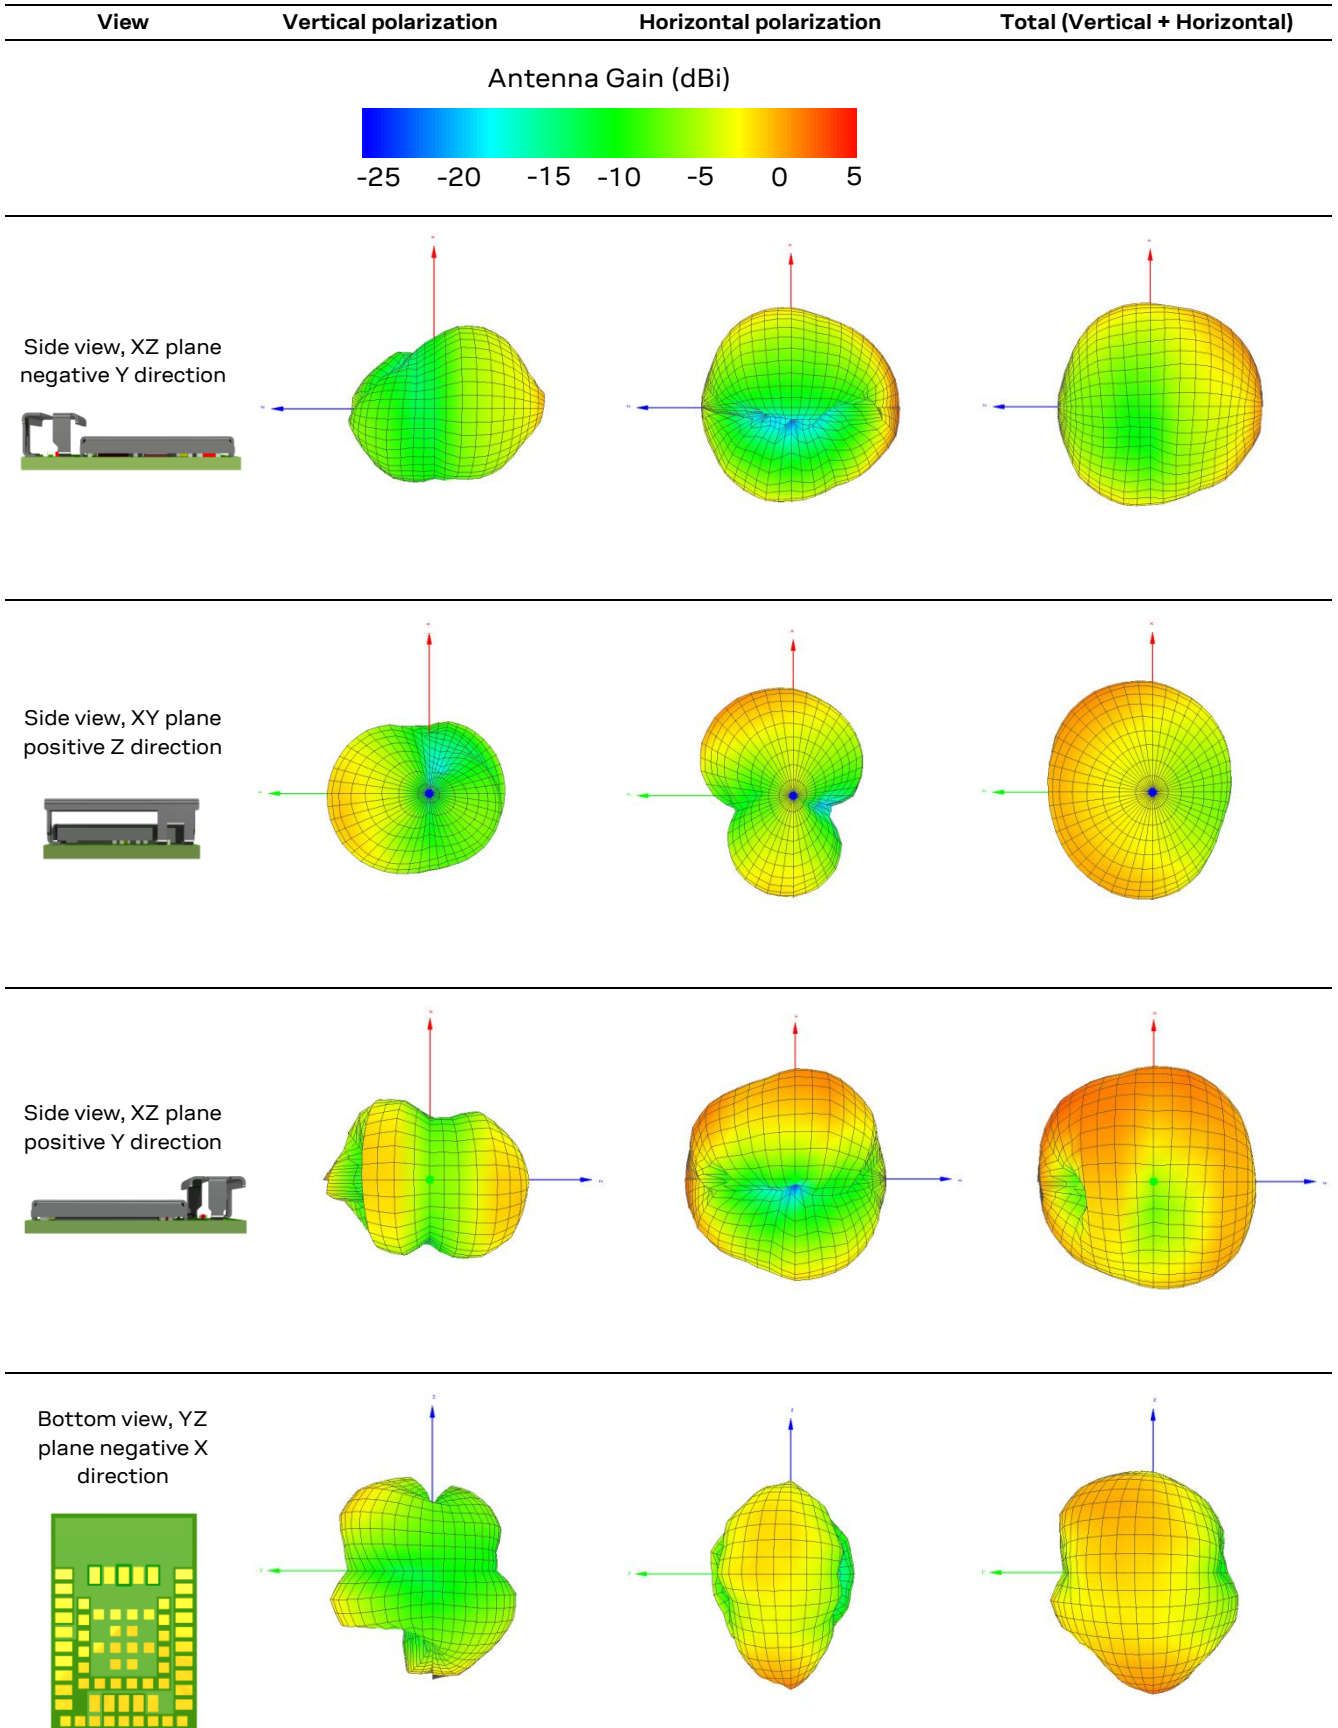 View Vertical polarization Horizontal polarization Total (Vertical + Horizontal)
Antenna Gain (dBi)
-25 -20 -15 -10 -5 0 5
Side view, XZ plane
negative Y direction
Side view, XY plane
positive Z direction
Side view, XZ plane
positive Y direction
Bottom view, YZ
plane negative X
direction